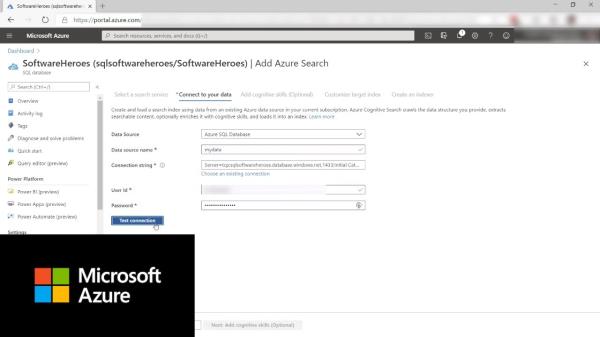 SoftwareHeroes (sqlsoftwarehe
https://portal.azure.com/
Microsoft Azure
Search resources, services, and docs (G+/)
Dashboard >
SoftwareHeroes (sqlsoftwareheroes/SoftwareHeroes) | Add Azure Search
SQL database
Search (Ctrl+/)
Overview
Activity log
Tags
Diagnose and solve problems
Quick start
Query editor (preview)
Power Platform
Power BI (preview)
Power Apps (preview)
Power Automate (preview)
Settings
Select a search service
* Connect to your data
Add cognitive skills (Optional)
Customize target index
Create an indexer
Create and load a search index using data from an existing Azure data source in your current subscription. Azure Cognitive Search crawls the data structure you provide, extracts
searchable content, optionally enriches it with cognitive skills, and loads it into an index. Learn more
Data Source
Azure SQL Database
Data source name *
mydata
Connection string *
Server=tcp:sqlsoftwareheroes.database.windows.net,1433;Initial Cat...
Choose an existing connection
User Id *
Password *
Test connection
Microsoft
Azure
Next: Add cognitive skills (Optional)